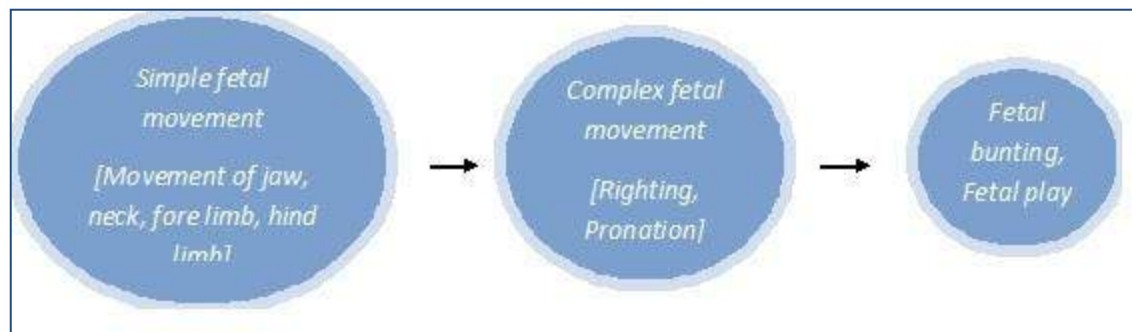 Simple fetal
movement
[Movement of jaw,
neck, fore limb, hind
limb]
Complex fetal
movement
[Righting,
Pronation]
Fetal
bunting,
Fetal play